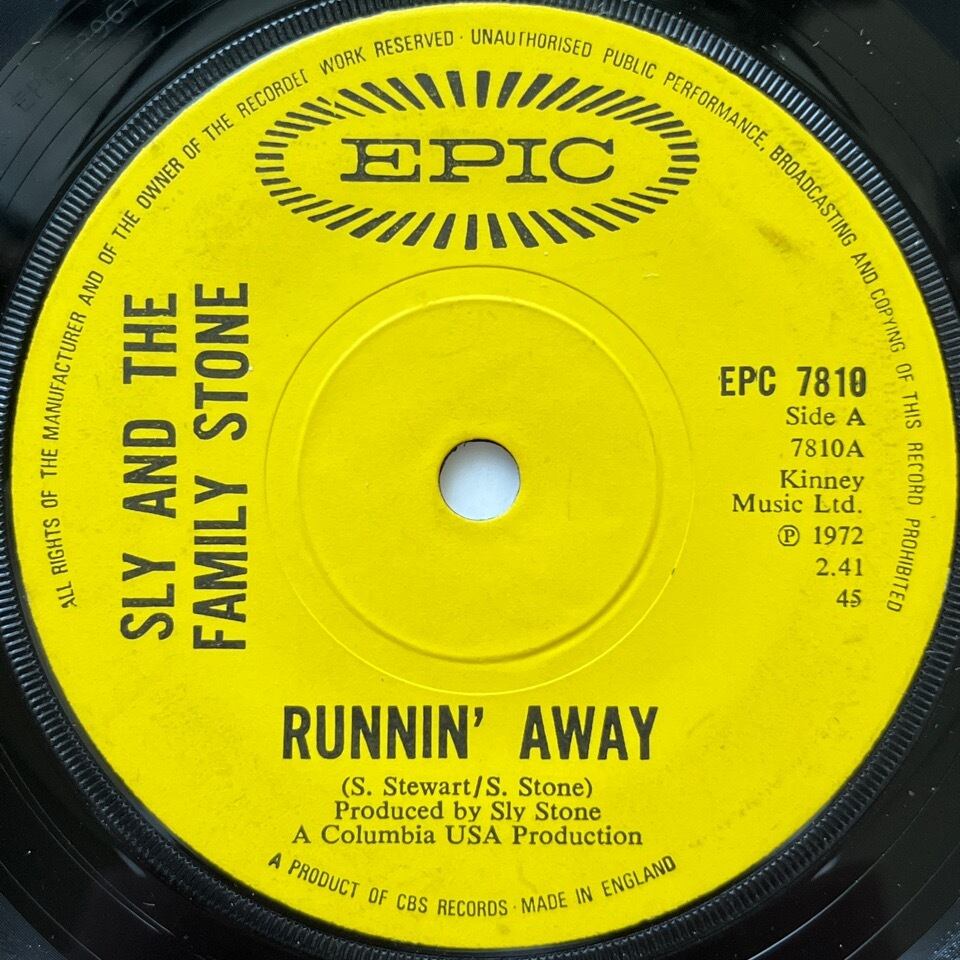 ALL RIGHTS OF THE MANUFACTURER AND OF THE OWNER OF THE RECORDED WORK RESERVED · UNAUTHORISED PUBLIC PERFORMANCE, BROADCASTING AND COPYING OF THIS RECORD PROHIBITED
EPIC
SLY AND THE
FAMILY STONE
EPC 7810
Side A
7810A
Kinney
Music Ltd.
℗ 1972
2.41
45
RUNNIN' AWAY
(S. Stewart/S. Stone)
Produced by Sly Stone
A Columbia USA Production
A PRODUCT OF CBS RECORDS · MADE IN ENGLAND